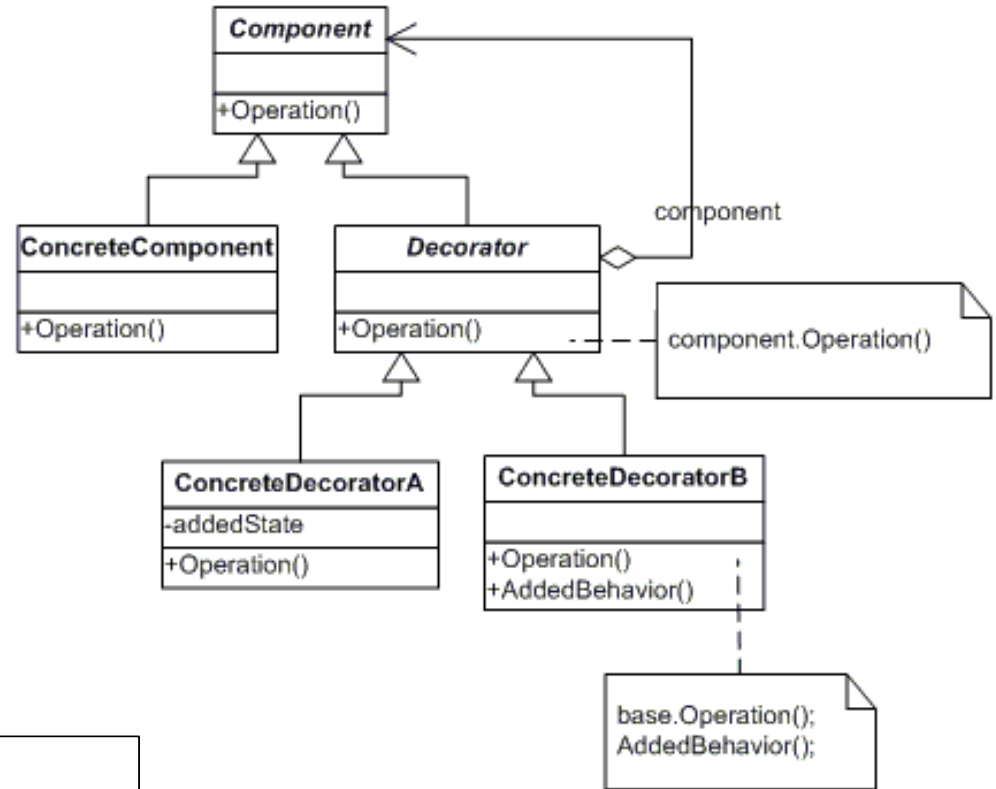 Component
+Operation()
component
ConcreteComponent
+Operation()
Decorator
+Operation()
component.Operation()
ConcreteDecoratorA
-addedState
+Operation()
ConcreteDecoratorB
+Operation()
+AddedBehavior()
base.Operation();
AddedBehavior();